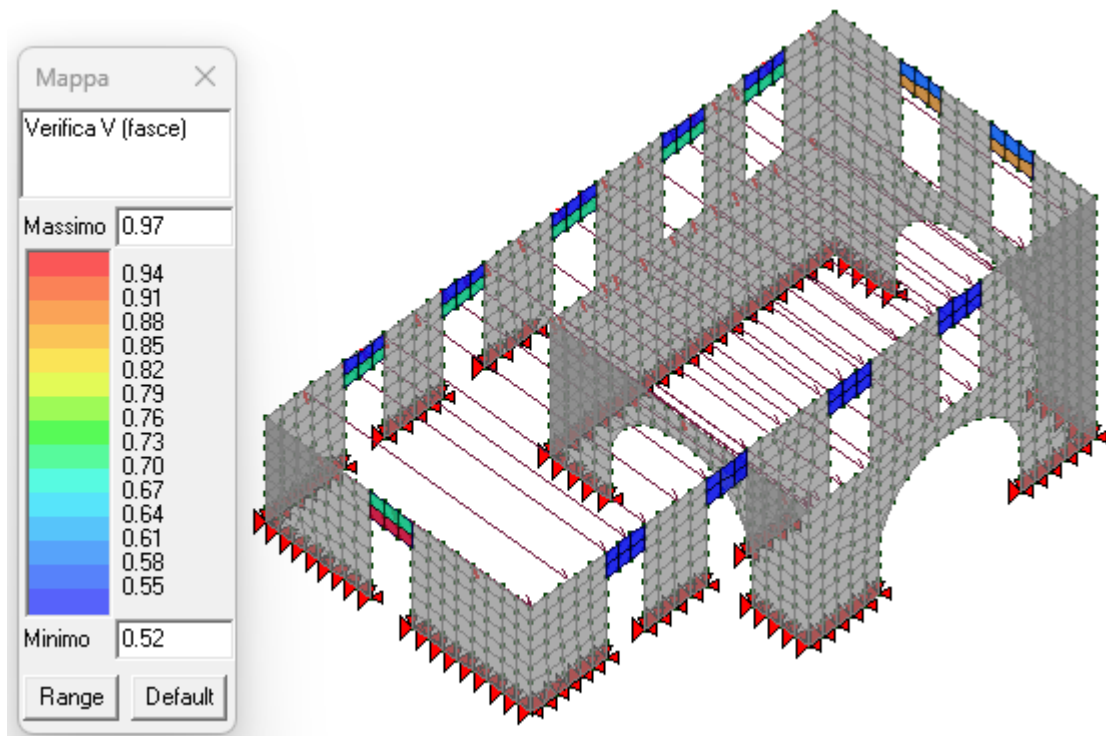 Mappa
Verifica V (fasce)
Massimo 0.97
0.94
0.91
0.88
0.85
0.82
0.79
0.76
0.73
0.70
0.67
0.64
0.61
0.58
0.55
Minimo 0.52
Range Default